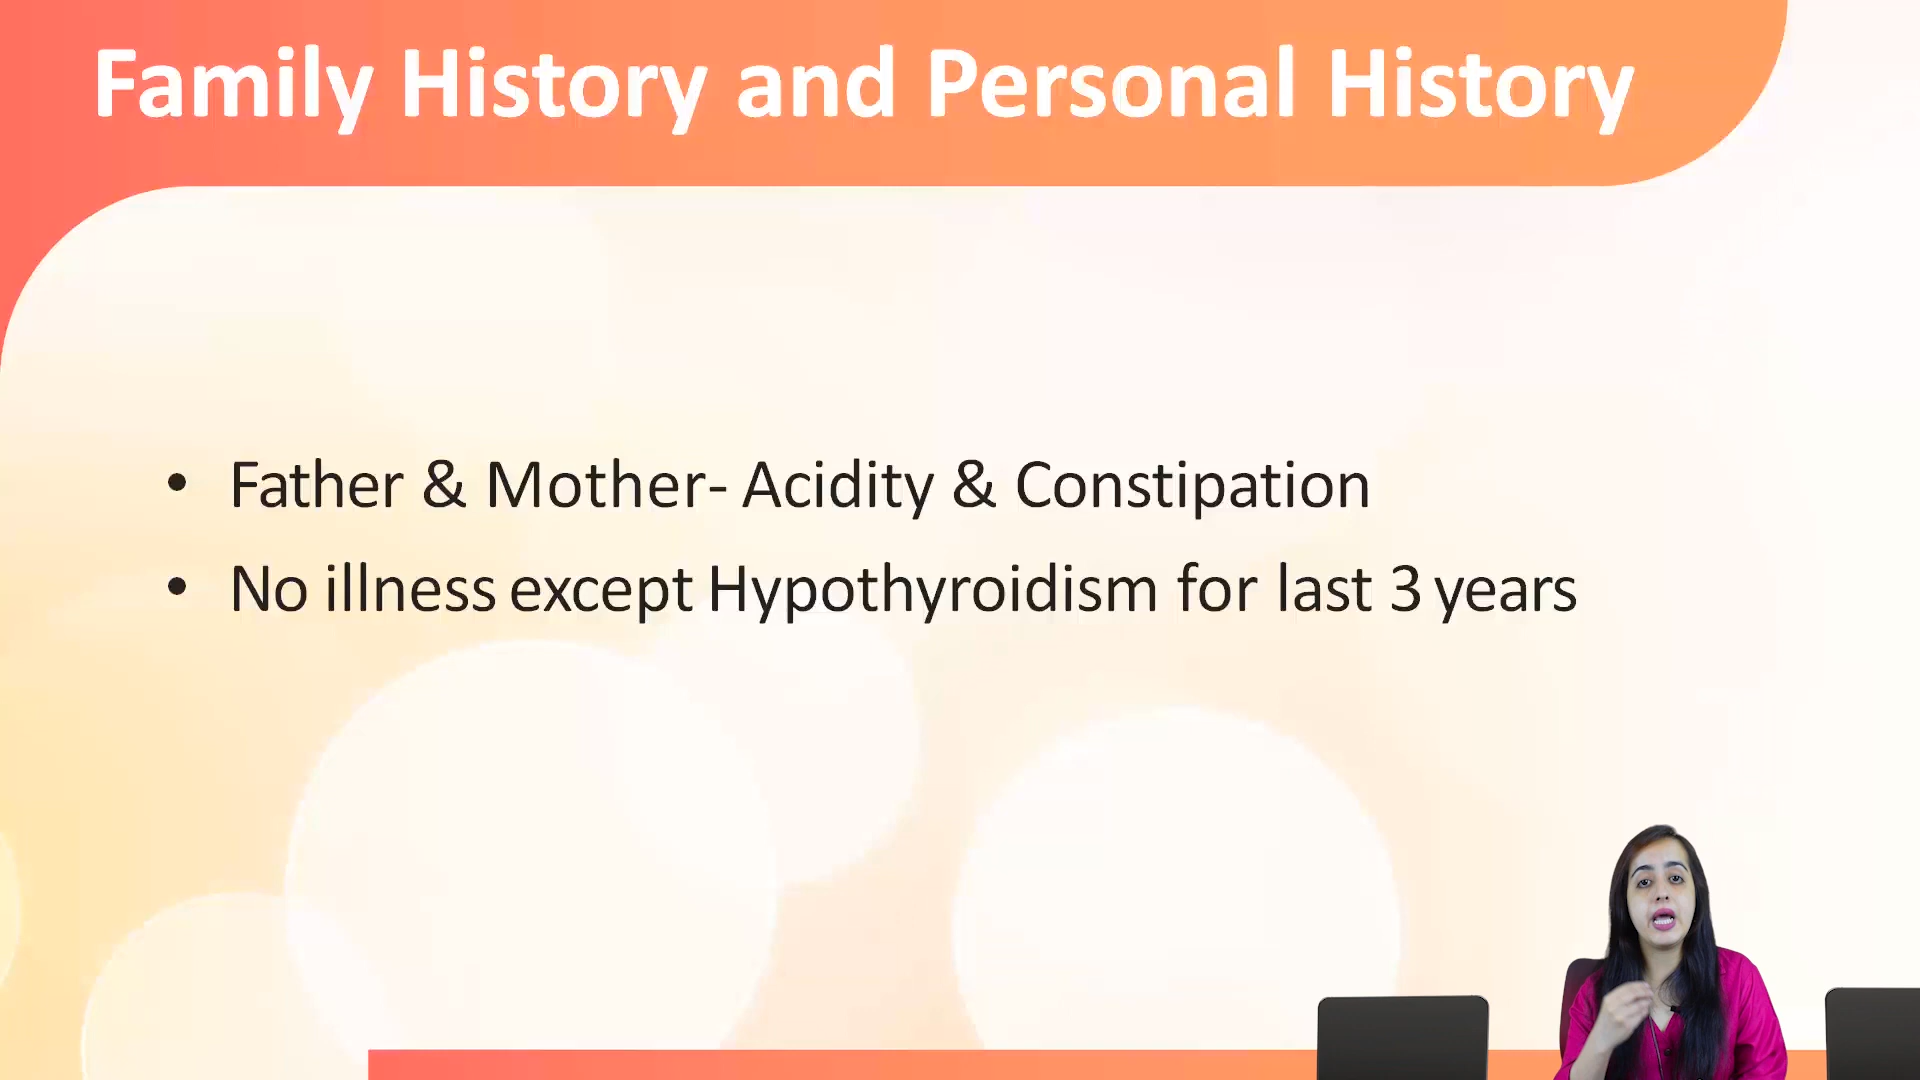 Family History and Personal History
• Father & Mother- Acidity & Constipation
• No illness except Hypothyroidism for last 3 years